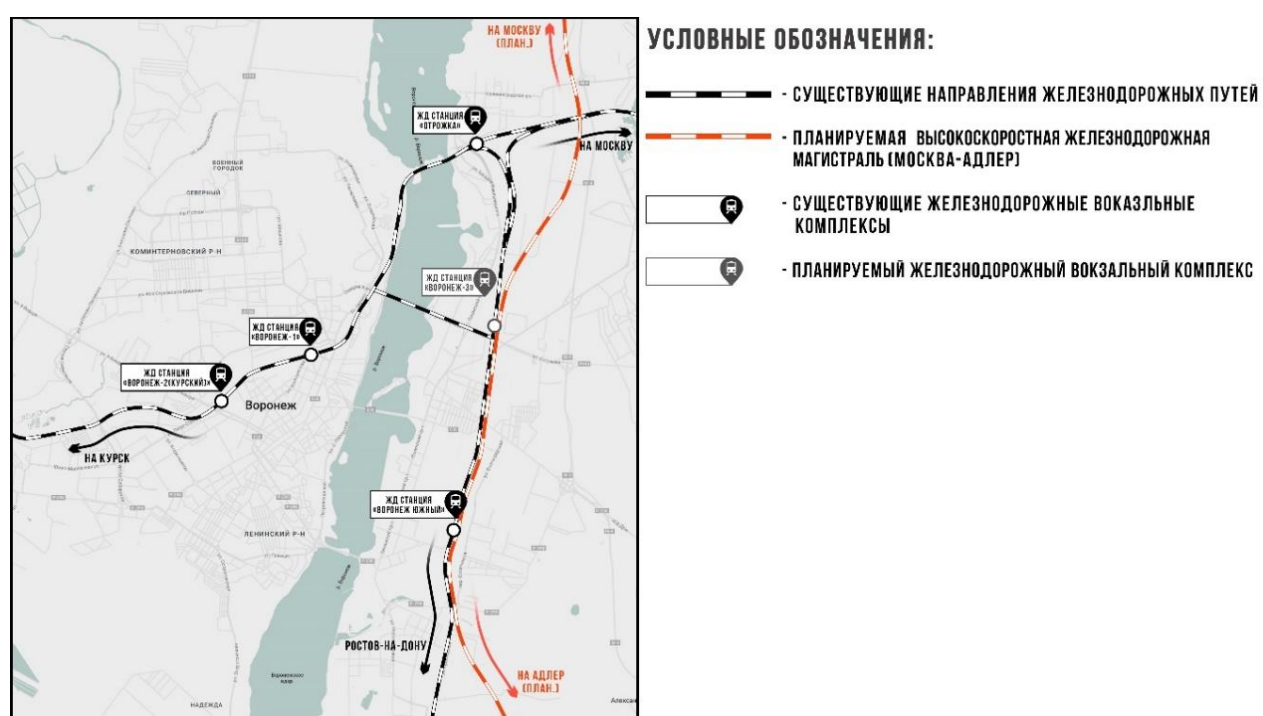 НА МОСКВУ
(ПЛАН.)
ЖД СТАНЦИЯ
«ОТРОЖКА»
НА МОСКВУ
ВОЕННЫЙ
ГОРОДОК
СЕВЕРНЫЙ
КОМИНТЕРНОВСКИЙ Р-Н
ЖД СТАНЦИЯ
«ВОРОНЕЖ-3»
ЖД СТАНЦИЯ
«ВОРОНЕЖ-1»
ЖД СТАНЦИЯ
«ВОРОНЕЖ-2(КУРСКИЙ)»
Воронеж
НА КУРСК
ЖД СТАНЦИЯ
«ВОРОНЕЖ ЮЖНЫЙ»
ЛЕНИНСКИЙ Р-Н
р. Воронеж
РОСТОВ-НА-ДОНУ
НА АДЛЕР
(ПЛАН.)
НАДЕЖДА
УСЛОВНЫЕ ОБОЗНАЧЕНИЯ:
- СУЩЕСТВУЮЩИЕ НАПРАВЛЕНИЯ ЖЕЛЕЗНОДОРОЖНЫХ ПУТЕЙ
- ПЛАНИРУЕМАЯ ВЫСОКОСКОРОСТНАЯ ЖЕЛЕЗНОДОРОЖНАЯ
МАГИСТРАЛЬ (МОСКВА-АДЛЕР)
- СУЩЕСТВУЮЩИЕ ЖЕЛЕЗНОДОРОЖНЫЕ ВОКАЗЛЬНЫЕ
КОМПЛЕКСЫ
- ПЛАНИРУЕМЫЙ ЖЕЛЕЗНОДОРОЖНЫЙ ВОКЗАЛЬНЫЙ КОМПЛЕКС